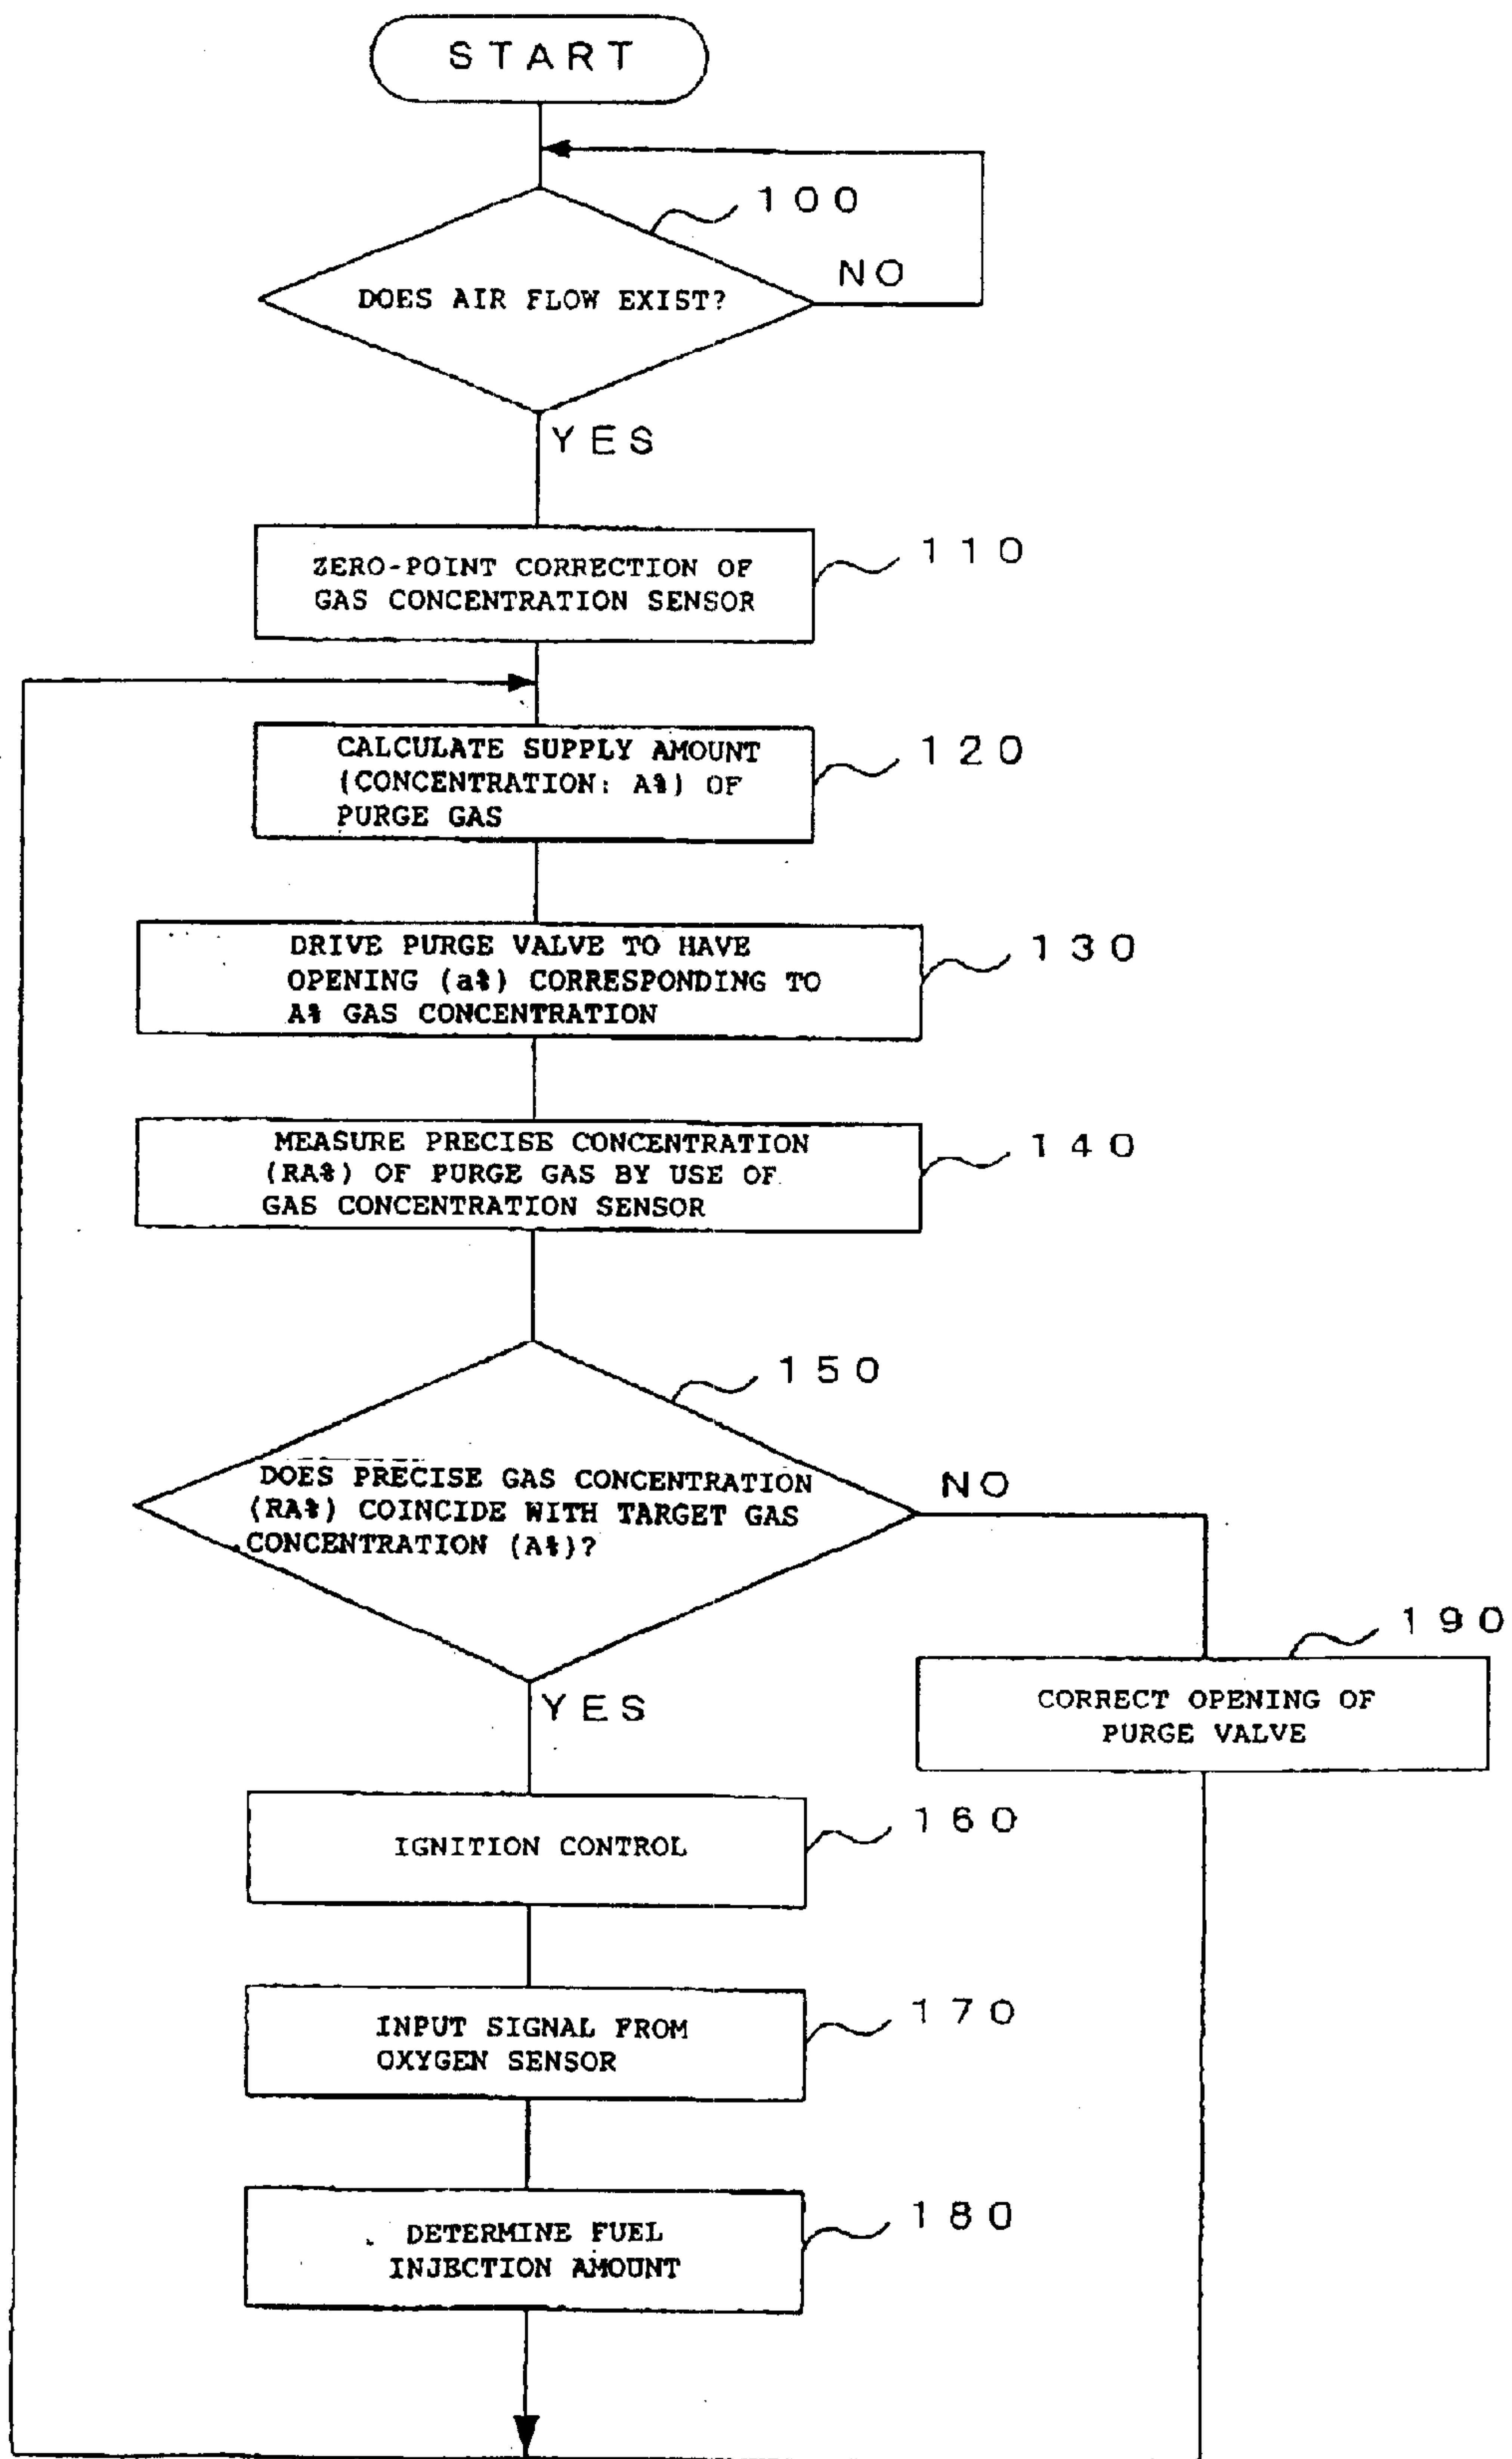 START
100
NO
DOES AIR FLOW EXIST?
YES
110
ZERO-POINT CORRECTION OF
GAS CONCENTRATION SENSOR
120
CALCULATE SUPPLY AMOUNT
(CONCENTRATION: A%) OF
PURGE GAS
130
DRIVE PURGE VALVE TO HAVE
OPENING (a%) CORRESPONDING TO
A% GAS CONCENTRATION
140
MEASURE PRECISE CONCENTRATION
(RA%) OF PURGE GAS BY USE OF
GAS CONCENTRATION SENSOR
150
DOES PRECISE GAS CONCENTRATION
(RA%) COINCIDE WITH TARGET GAS
CONCENTRATION (A%)?
NO
YES
190
CORRECT OPENING OF
PURGE VALVE
160
IGNITION CONTROL
170
INPUT SIGNAL FROM
OXYGEN SENSOR
180
DETERMINE FUEL
INJECTION AMOUNT